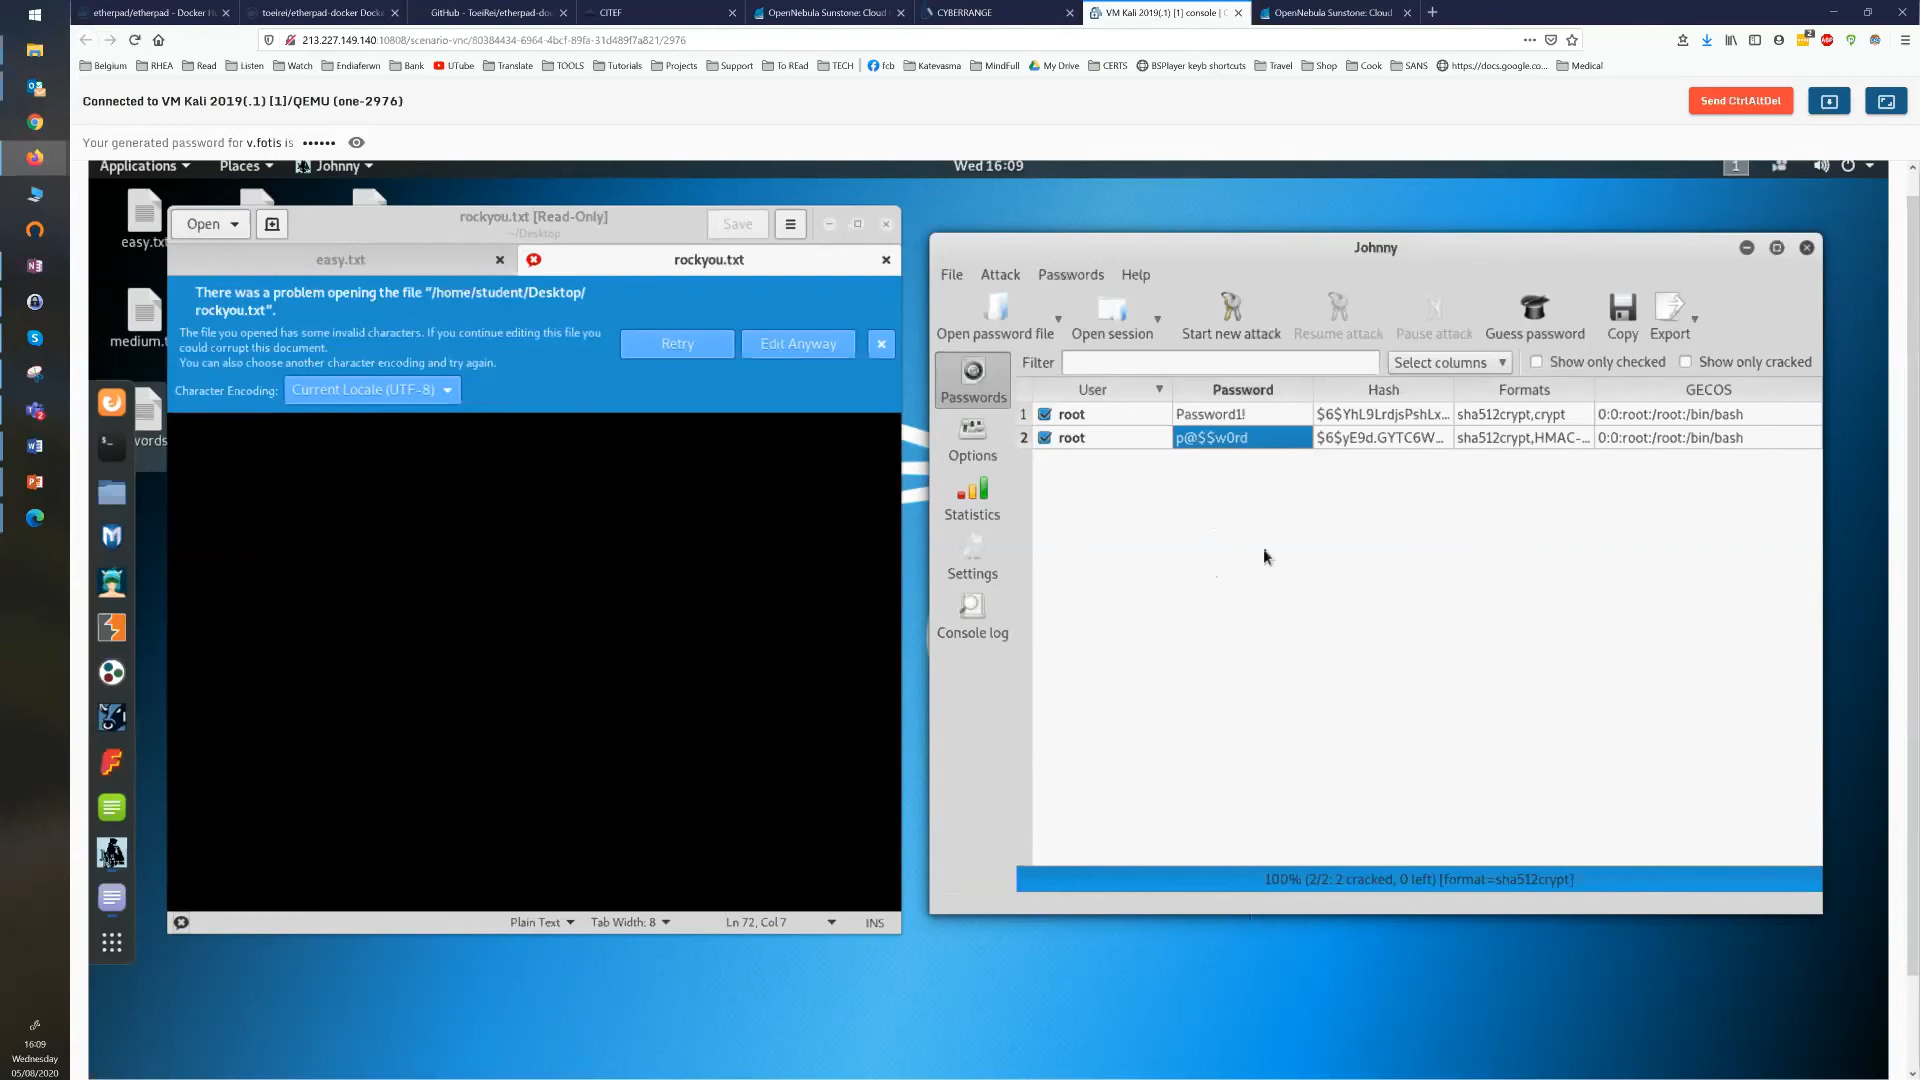 etherpad/etherpad - Docker H
toeirei/etherpad-docker Docke
GitHub - ToeiRei/etherpad-do
CITEF
OpenNebula Sunstone: Cloud
CYBERRANGE
VM Kali 2019(.1) [1] console |
OpenNebula Sunstone: Cloud
213.227.149.140:10808/scenario-vnc/80384434-6964-4bcf-89fa-31d489f7a821/2976
Belgium RHEA Read Listen Watch Endiaferwn Bank UTube Translate TOOLS Tutorials Projects Support To REad TECH fcb Katevasma MindFull My Drive CERTS BSPlayer keyb shortcuts Travel Shop Cook SANS https://docs.google.co... Medical
Connected to VM Kali 2019(.1) [1]/QEMU (one-2976)
Send CtrlAltDel
Your generated password for v.fotis is ••••••
Applications Places Johnny Wed 16:09 1
easy.txt
medium.t
words
Open
rockyou.txt [Read-Only]
~/Desktop
Save
easy.txt
rockyou.txt
There was a problem opening the file "/home/student/Desktop/
rockyou.txt".
The file you opened has some invalid characters. If you continue editing this file you
could corrupt this document.
You can also choose another character encoding and try again.
Retry
Edit Anyway
Character Encoding: Current Locale (UTF-8)
Plain Text Tab Width: 8 Ln 72, Col 7 INS
Johnny
File Attack Passwords Help
Open password file Open session Start new attack Resume attack Pause attack Guess password Copy Export
Filter Select columns Show only checked Show only cracked
Passwords
Options
Statistics
Settings
Console log
User Password Hash Formats GECOS
1 root Password1! $6$YhL9LrdjsPshLx... sha512crypt,crypt 0:0:root:/root:/bin/bash
2 root p@$$w0rd $6$yE9d.GYTC6W... sha512crypt,HMAC-... 0:0:root:/root:/bin/bash
100% (2/2: 2 cracked, 0 left) [format=sha512crypt]
16:09
Wednesday
05/08/2020